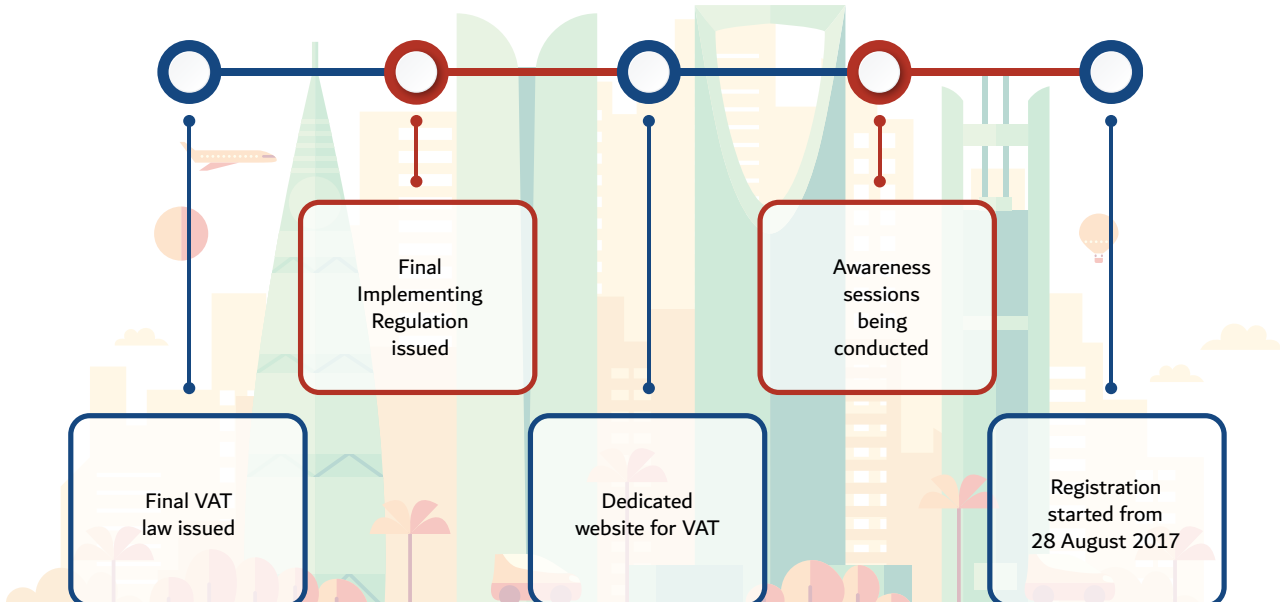 Final VAT
law issued
Final
Implementing
Regulation
issued
Dedicated
website for VAT
Awareness
sessions
being
conducted
Registration
started from
28 August 2017